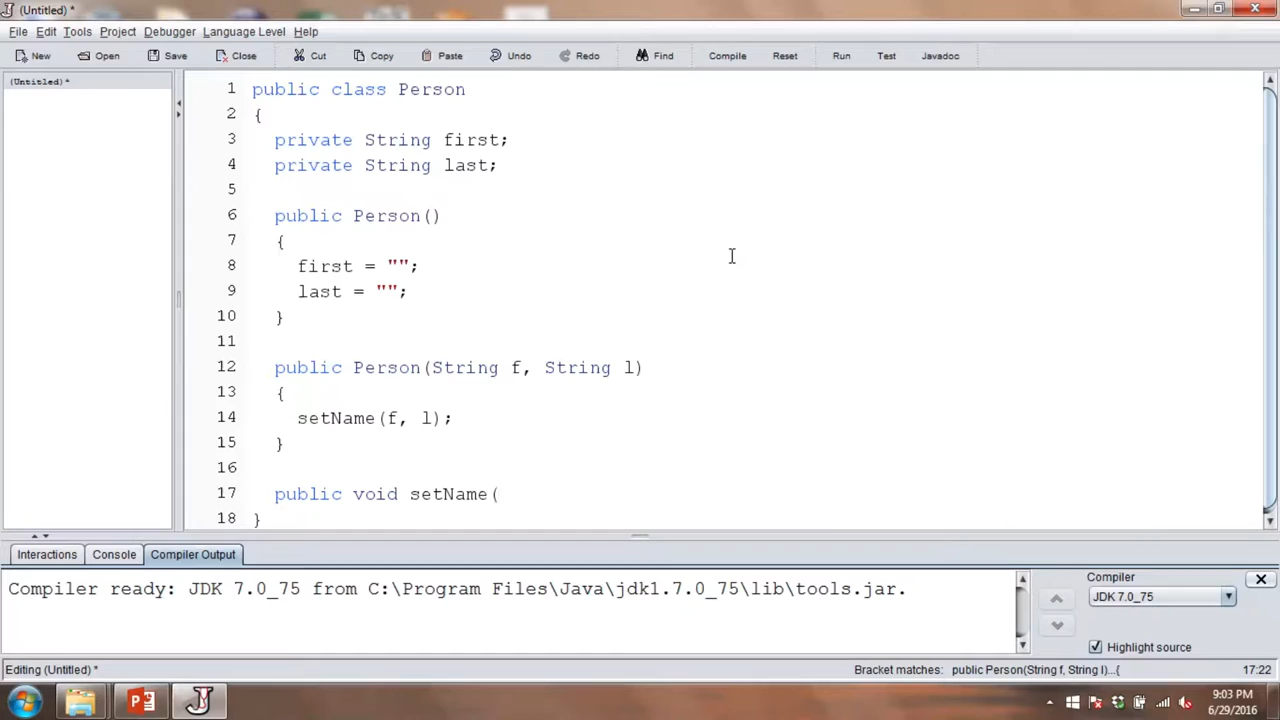 (Untitled) *
File Edit Tools Project Debugger Language Level Help
New Open Save Close Cut Copy Paste Undo Redo Find Compile Reset Run Test Javadoc
(Untitled) *
1 public class Person
2 {
3 private String first;
4 private String last;
5
6 public Person()
7 {
8 first = "";
9 last = "";
10 }
11
12 public Person(String f, String l)
13 {
14 setName(f, l);
15 }
16
17 public void setName(
18 }
Interactions Console Compiler Output
Compiler ready: JDK 7.0_75 from C:\Program Files\Java\jdk1.7.0_75\lib\tools.jar.
Compiler
JDK 7.0_75
Highlight source
Editing (Untitled) * Bracket matches: public Person(String f, String l)...{ 17:22
9:03 PM
6/29/2016